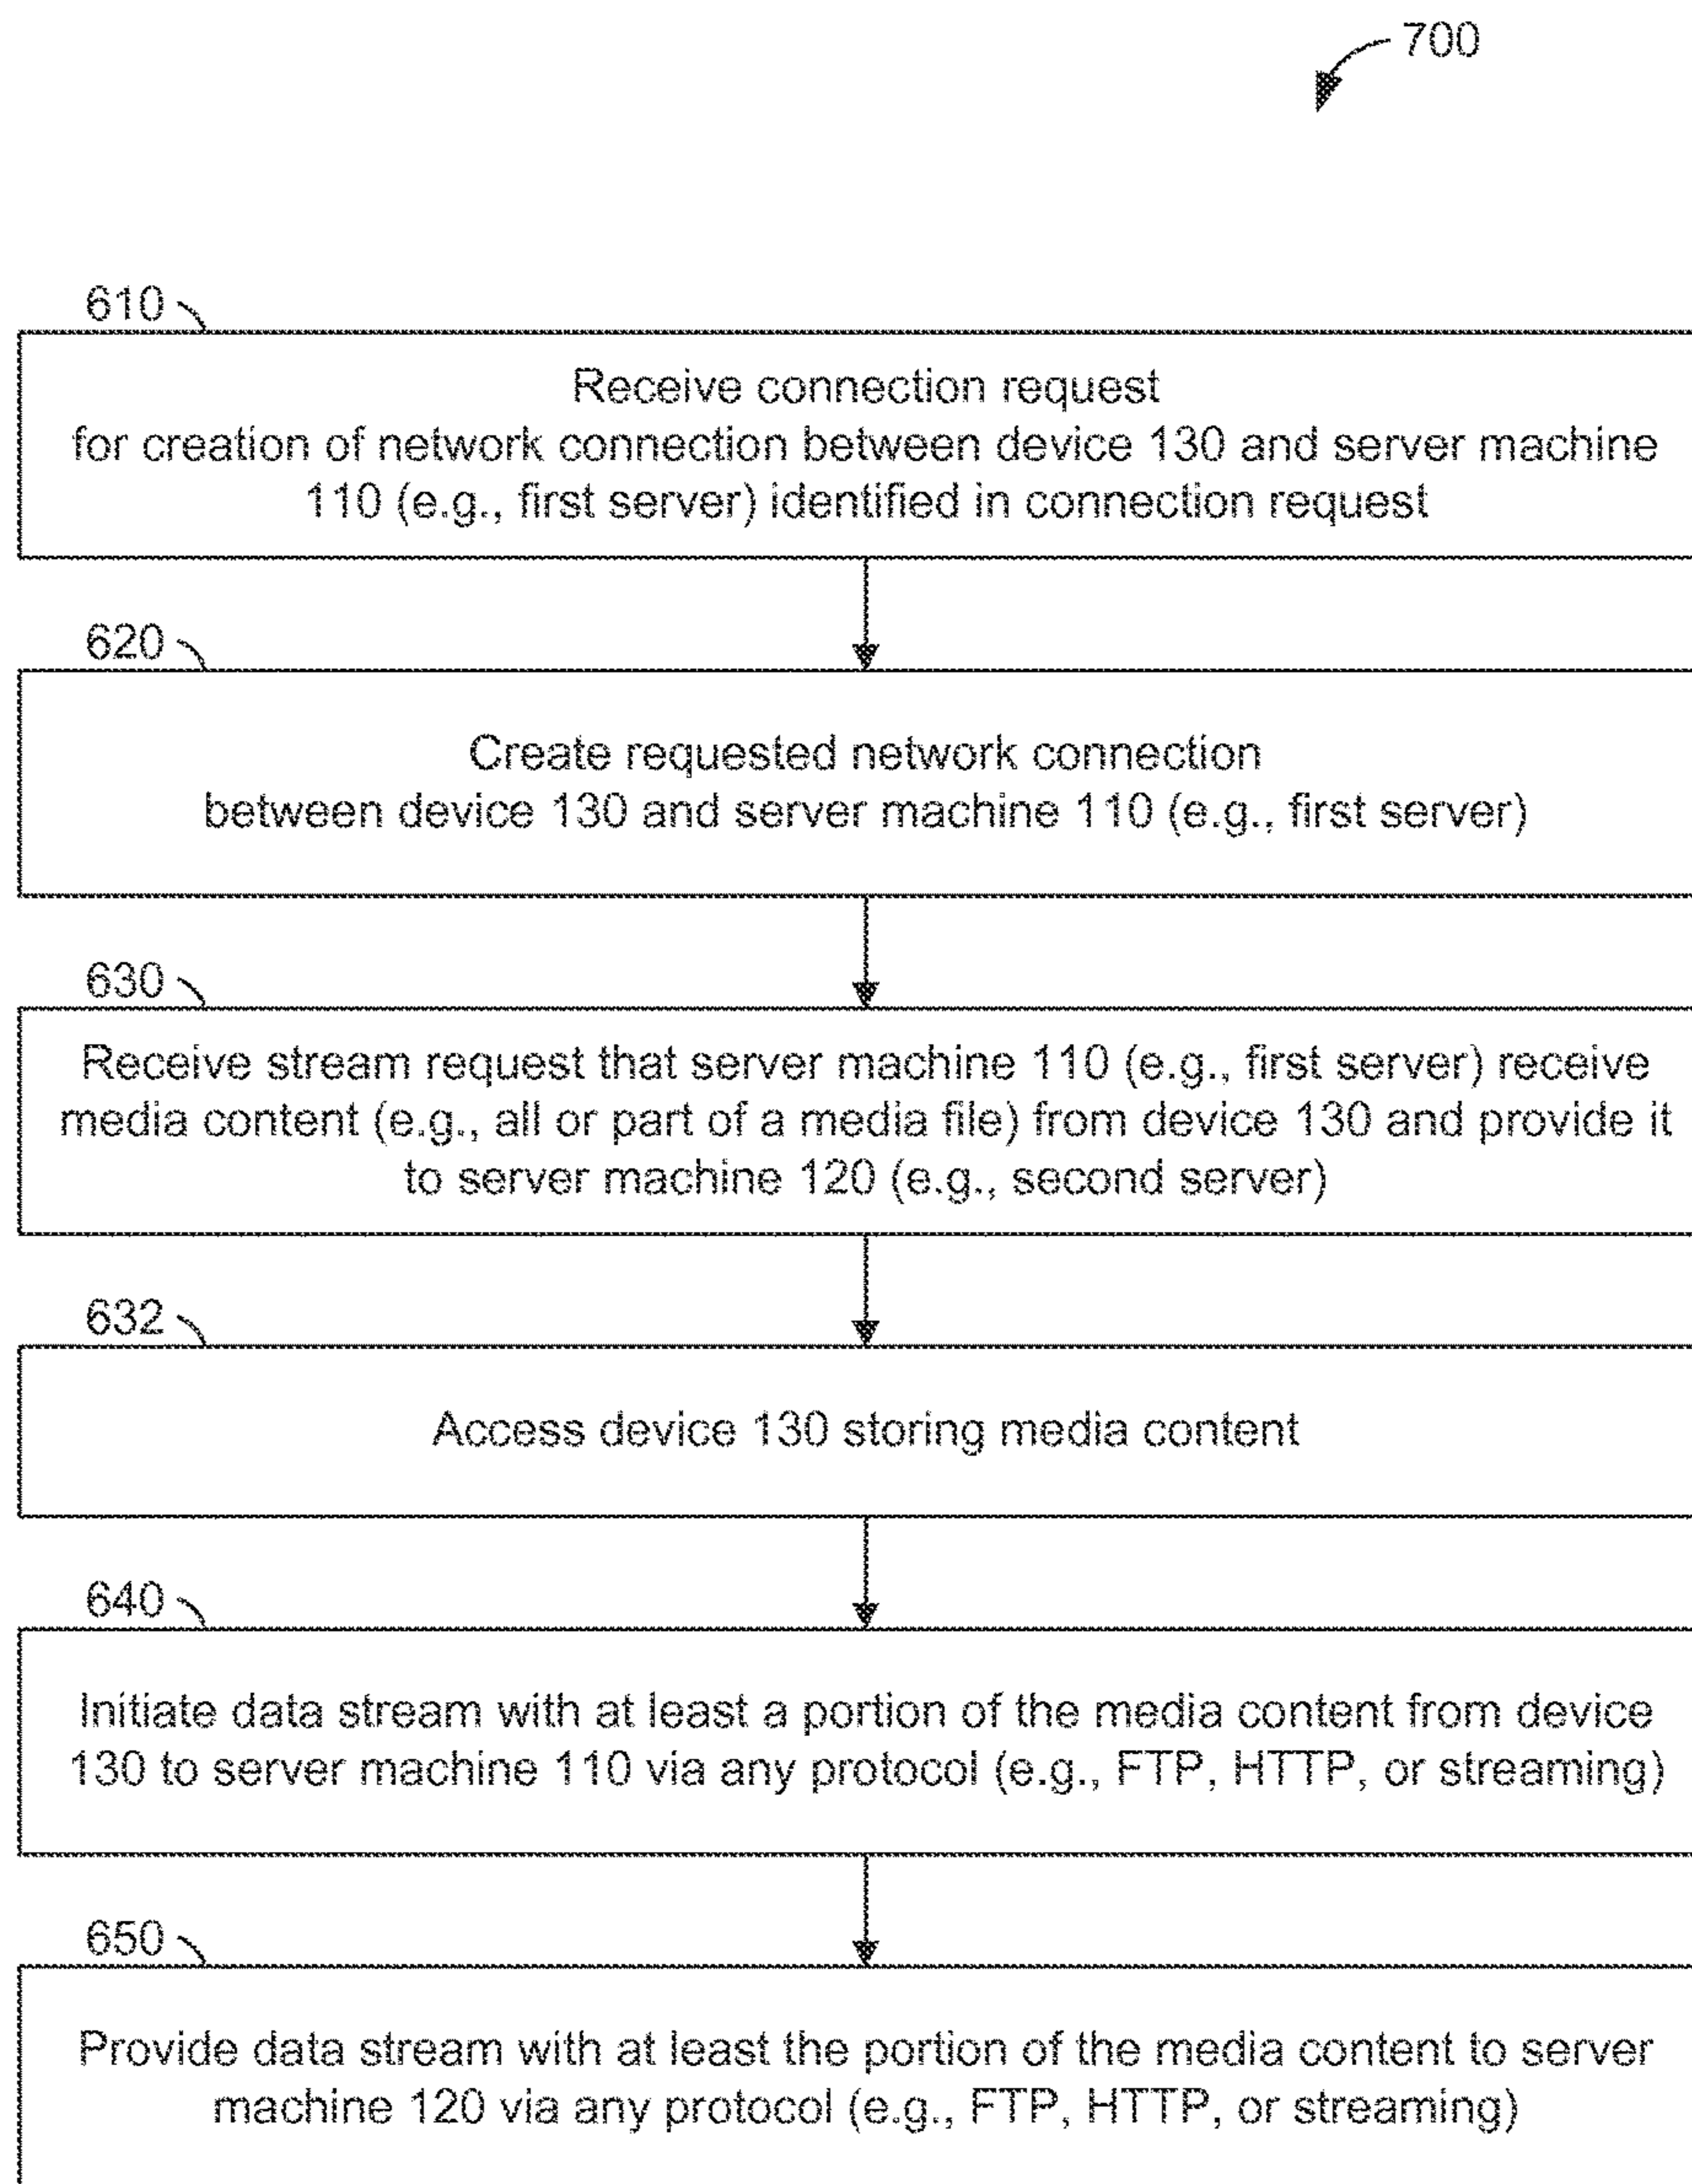 700
610
Receive connection request
for creation of network connection between device 130 and server machine
110 (e.g., first server) identified in connection request
620
Create requested network connection
between device 130 and server machine 110 (e.g., first server)
630
Receive stream request that server machine 110 (e.g., first server) receive
media content (e.g., all or part of a media file) from device 130 and provide it
to server machine 120 (e.g., second server)
632
Access device 130 storing media content
640
Initiate data stream with at least a portion of the media content from device
130 to server machine 110 via any protocol (e.g., FTP, HTTP, or streaming)
650
Provide data stream with at least the portion of the media content to server
machine 120 via any protocol (e.g., FTP, HTTP, or streaming)